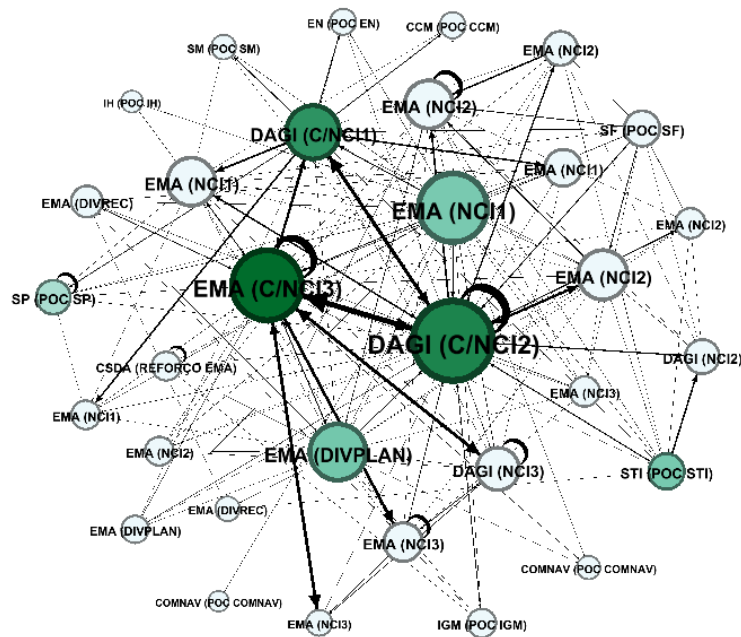 EN (POC EN)
CCM (POC CCM)
SM (POC SM)
EMA (NCI2)
IH (POC IH)
EMA (NCI2)
DAGI (C/NCI1)
SF (POC SF)
EMA (NCI1)
EMA (NCI1)
EMA (DIVREC)
EMA (NCI1)
EMA (NCI2)
EMA (NCI2)
EMA (C/NCI3)
SP (POC SP)
DAGI (C/NCI2)
DAGI (NCI2)
CSDA (REFORÇO EMA)
EMA (NCI3)
EMA (NCI1)
EMA (NCI2)
EMA (DIVPLAN)
DAGI (NCI3)
STI (POC STI)
EMA (DIVREC)
EMA (DIVPLAN)
EMA (NCI3)
COMNAV (POC COMNAV)
COMNAV (POC COMNAV)
EMA (NCI3)
IGM (POC IGM)